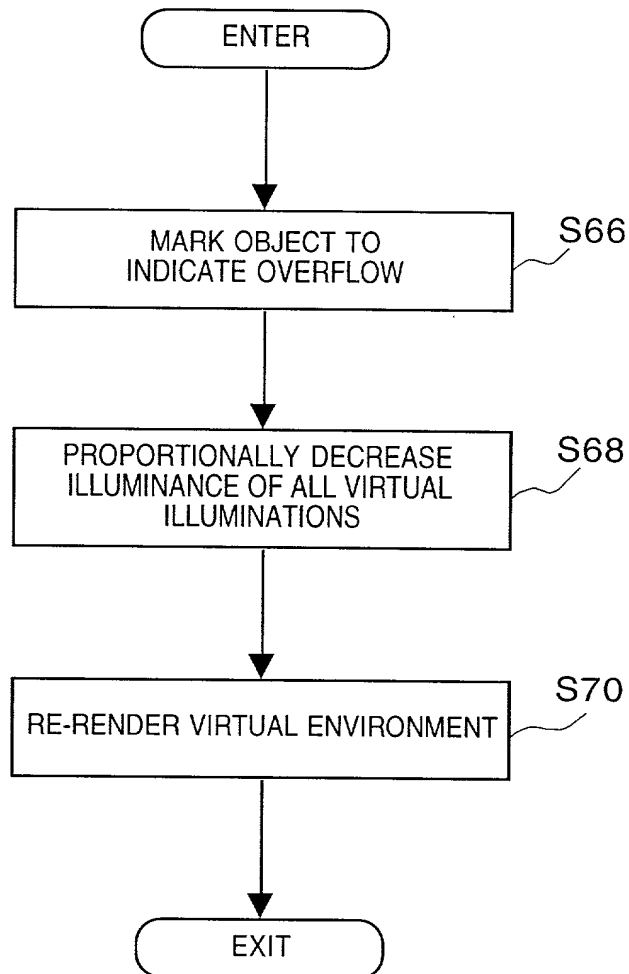 ENTER
MARK OBJECT TO
INDICATE OVERFLOW
S66
PROPORTIONALLY DECREASE
ILLUMINANCE OF ALL VIRTUAL
ILLUMINATIONS
S68
RE-RENDER VIRTUAL ENVIRONMENT
S70
EXIT